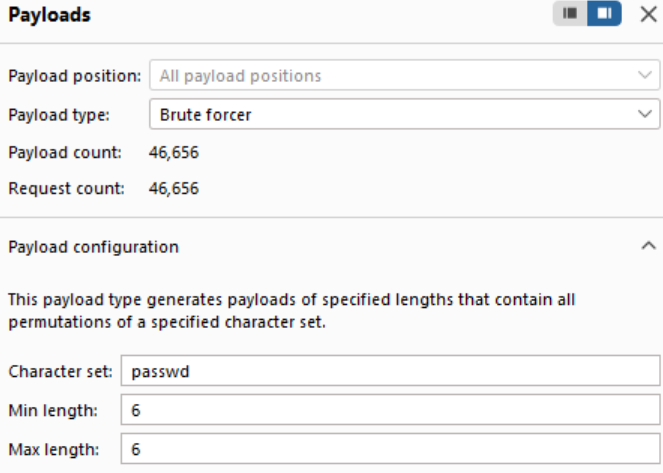 Payloads
Payload position: All payload positions
Payload type: Brute forcer
Payload count: 46,656
Request count: 46,656
Payload configuration
This payload type generates payloads of specified lengths that contain all
permutations of a specified character set.
Character set: passwd
Min length: 6
Max length: 6